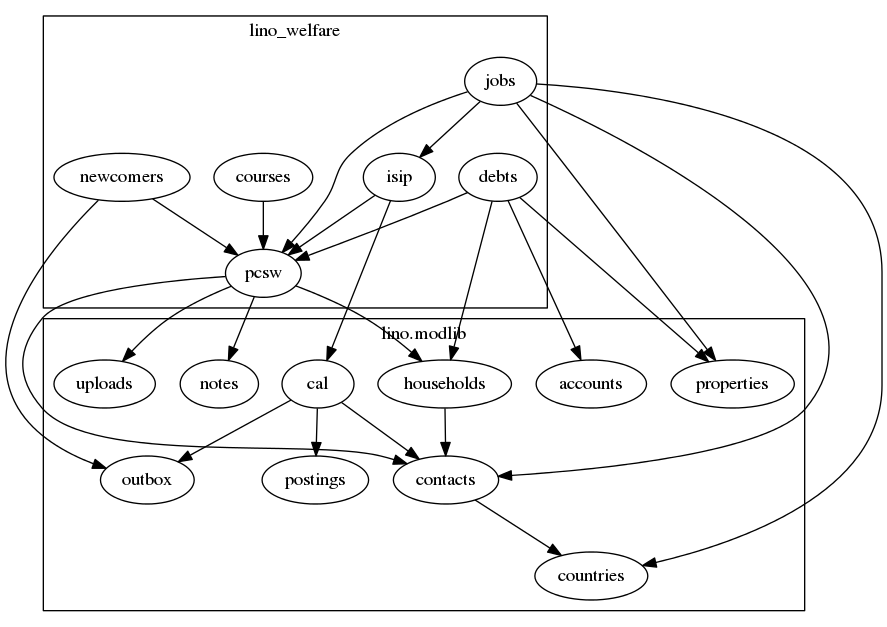 lino_welfare
jobs
newcomers
courses
isip
debts
pcsw
lino.modlib
uploads
notes
cal
households
accounts
properties
outbox
postings
contacts
countries